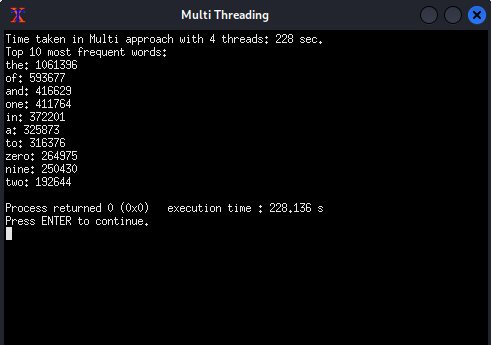 Multi Threading
Time taken in Multi approach with 4 threads: 228 sec.
Top 10 most frequent words:
the: 1061396
of: 593677
and: 416629
one: 411764
in: 372201
a: 325873
to: 316376
zero: 264975
nine: 250430
two: 192644
Process returned 0 (0x0)   execution time : 228.136 s
Press ENTER to continue.